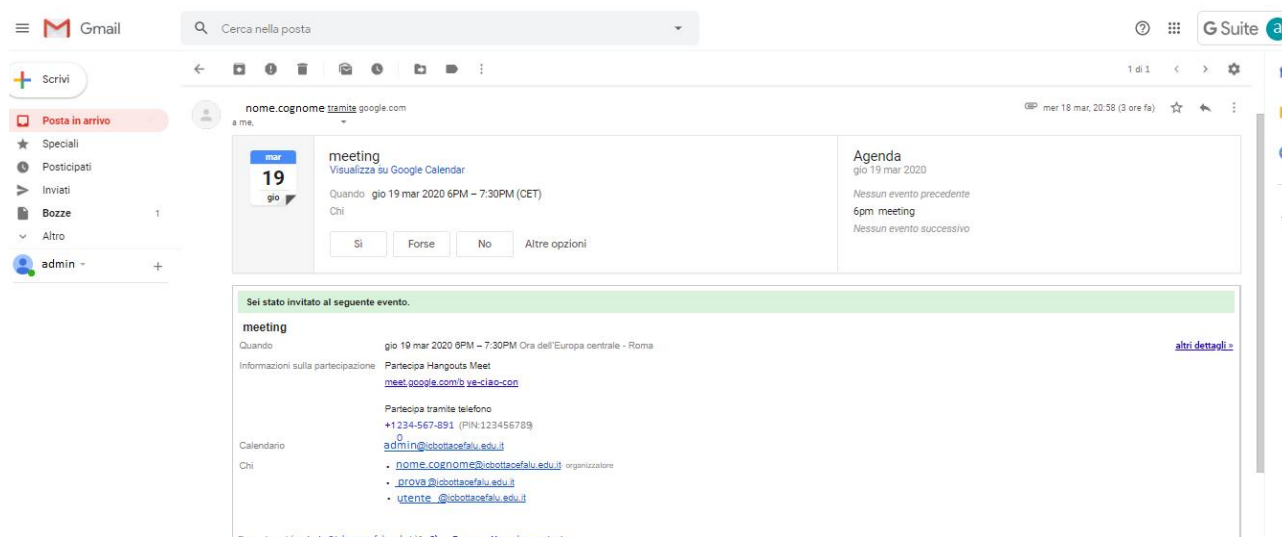 Gmail
Cerca nella posta
G Suite
a
Scrivi
1 di 1
Posta in arrivo
Speciali
Posticipati
Inviati
Bozze 1
Altro
admin
nome.cognome tramite google.com
mer 18 mar, 20:58 (3 ore fa)
a me,
mar
19
gio
meeting
Visualizza su Google Calendar
Quando gio 19 mar 2020 6PM – 7:30PM (CET)
Chi
Sì Forse No Altre opzioni
Agenda
gio 19 mar 2020
Nessun evento precedente
6pm meeting
Nessun evento successivo
Sei stato invitato al seguente evento.
meeting
Quando gio 19 mar 2020 6PM – 7:30PM Ora dell'Europa centrale - Roma
altri dettagli »
Informazioni sulla partecipazione Partecipa Hangouts Meet
meet.google.com/b ye-ciao-con
Partecipa tramite telefono
+1234-567-891 (PIN:123456789)
0
Calendario admin@icbottacefalu.edu.it
Chi • nome.cognome@icbottacefalu.edu.it organizzatore
• prova @icbottacefalu.edu.it
• utente @icbottacefalu.edu.it